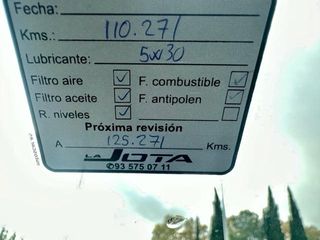 Fecha:
Kms.: 110.271
Lubricante: 5w30
Filtro aire F. combustible
Filtro aceite F. antipolen
R. niveles
Próxima revisión
A 125.271 Kms.
LA JOTA
✆93 575 07 11